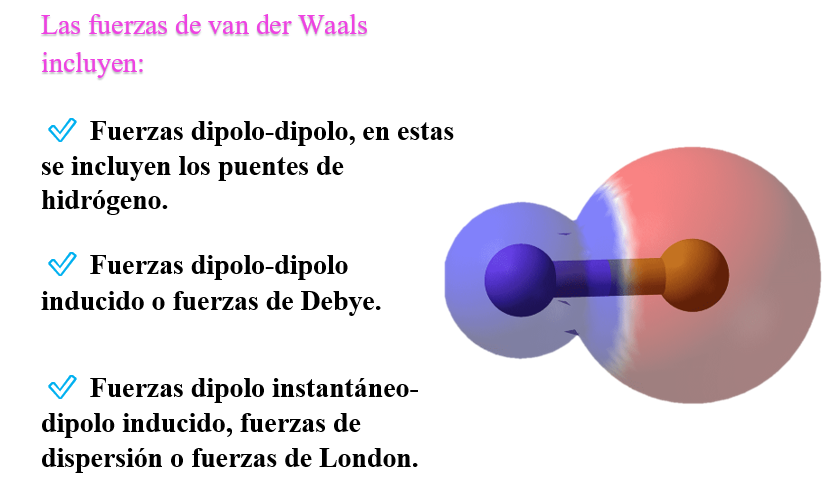 Las fuerzas de van der Waals
incluyen:
Fuerzas dipolo-dipolo, en estas
se incluyen los puentes de
hidrógeno.
Fuerzas dipolo-dipolo
inducido o fuerzas de Debye.
Fuerzas dipolo instantáneo-
dipolo inducido, fuerzas de
dispersión o fuerzas de London.